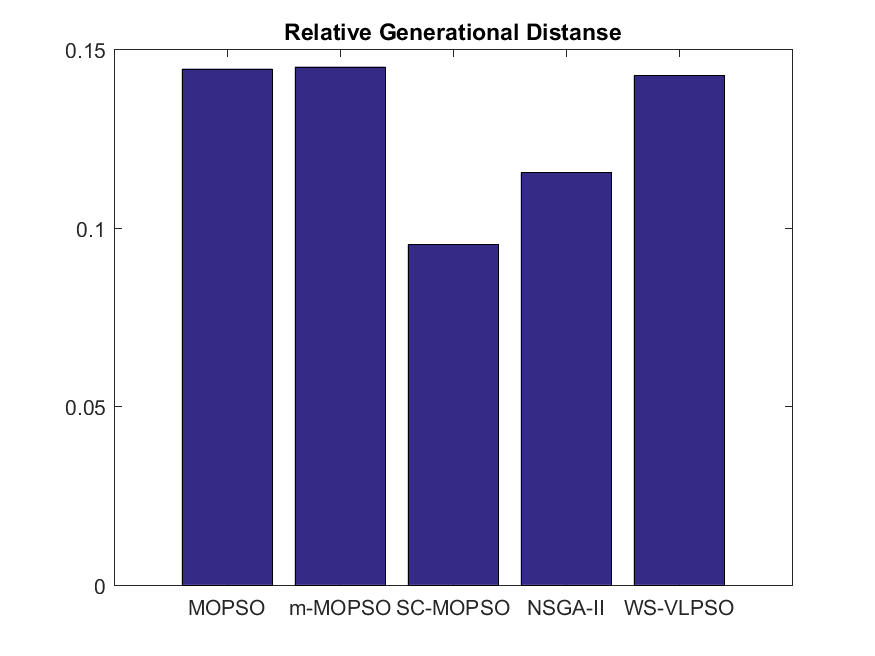 Relative Generational Distanse
0.15
0.1
0.05
0
MOPSO m-MOPSO SC-MOPSO NSGA-II WS-VLPSO